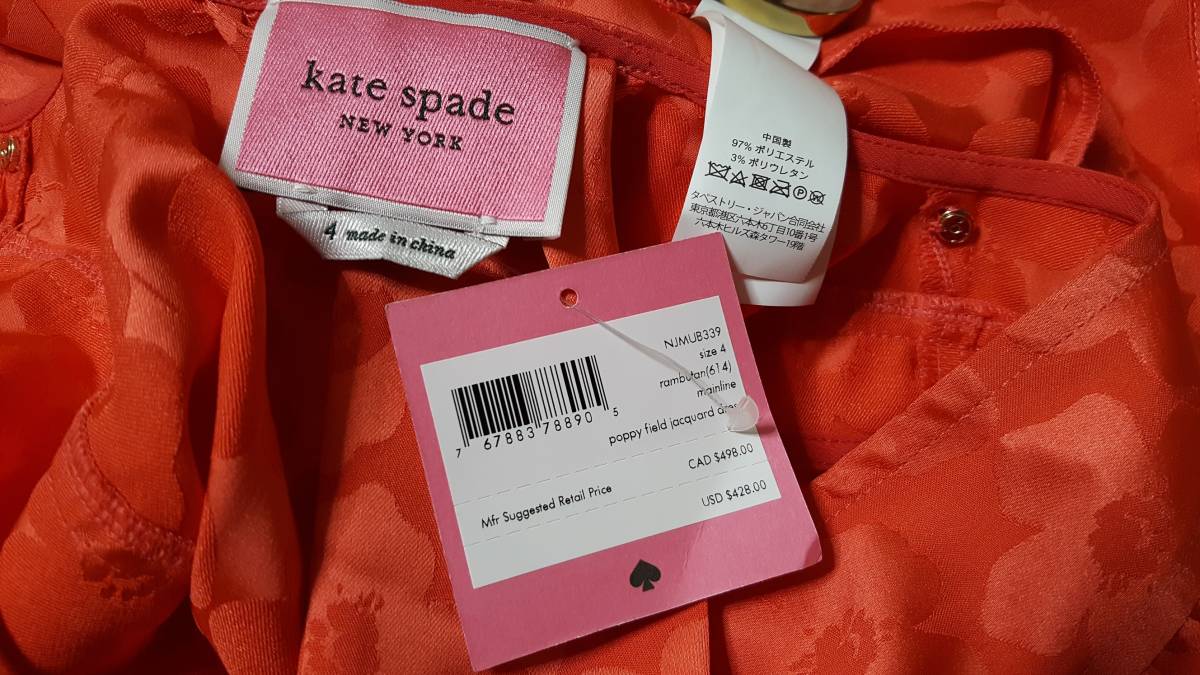 kate spade
NEW YORK
4 made in china
中国製
97% ポリエステル
3% ポリウレタン
タペストリー・ジャパン合同会社
東京都港区六本木6丁目10番1号
六本木ヒルズ森タワー19階
NJMUB339
size 4
rambutan(614)
mainline
poppy field jacquard
7 67883 78890 5
CAD $498.00
Mfr Suggested Retail Price
USD $428.00